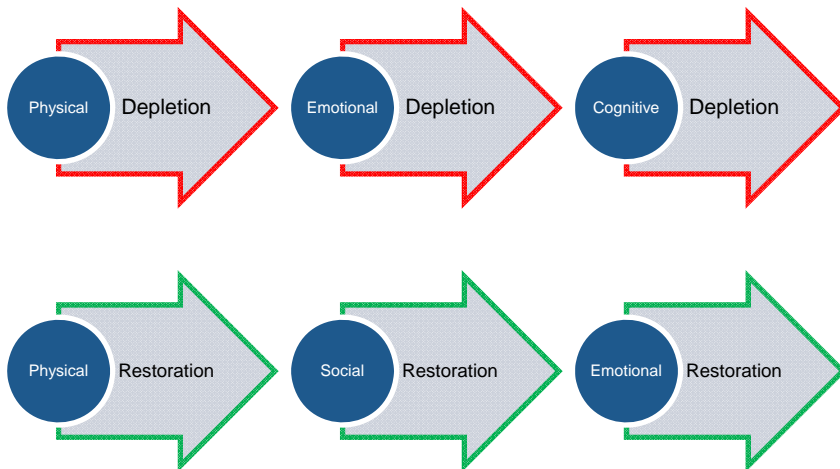 Physical Depletion
Emotional Depletion
Cognitive Depletion
Physical Restoration
Social Restoration
Emotional Restoration